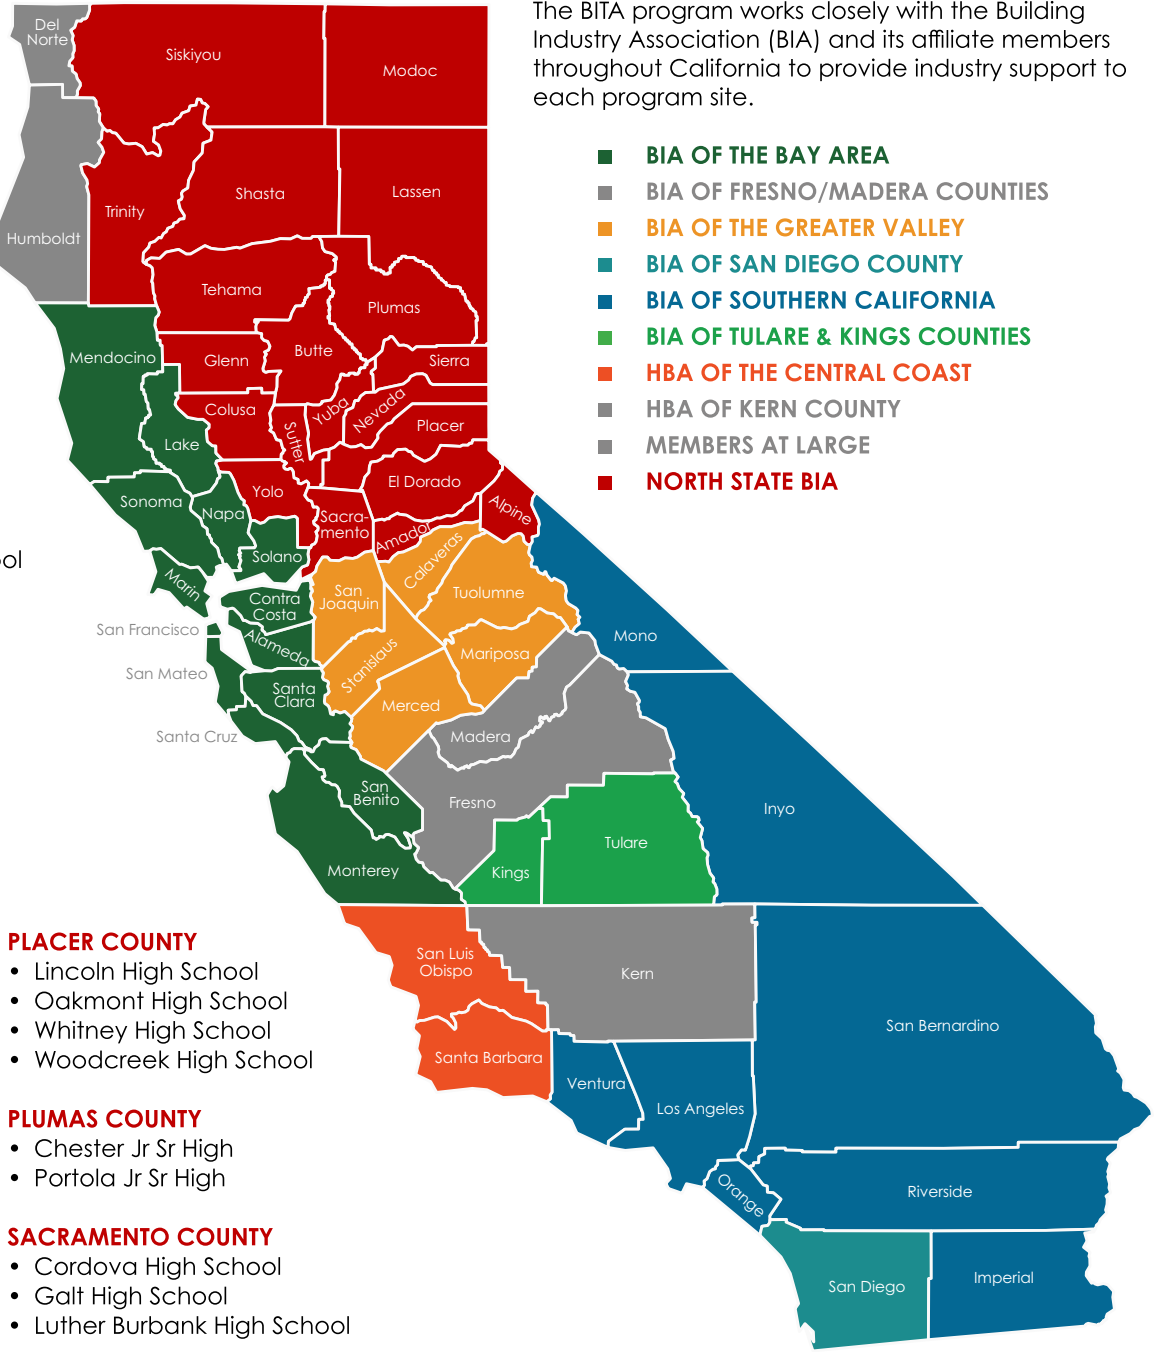 The BITA program works closely with the Building
Industry Association (BIA) and its affiliate members
throughout California to provide industry support to
each program site.
BIA OF THE BAY AREA
BIA OF FRESNO/MADERA COUNTIES
BIA OF THE GREATER VALLEY
BIA OF SAN DIEGO COUNTY
BIA OF SOUTHERN CALIFORNIA
BIA OF TULARE & KINGS COUNTIES
HBA OF THE CENTRAL COAST
HBA OF KERN COUNTY
MEMBERS AT LARGE
NORTH STATE BIA
Del
Norte
Siskiyou
Modoc
Humboldt
Trinity
Shasta
Lassen
Tehama
Plumas
Mendocino
Glenn
Butte
Sierra
Colusa
Sutter
Yuba
Nevada
Placer
Lake
El Dorado
Sonoma
Napa
Yolo
Sacra-
mento
Amador
Alpine
Solano
Marin
Contra
Costa
San
Joaquin
Calaveras
Tuolumne
Mono
San Francisco
Alameda
Stanislaus
Mariposa
San Mateo
Santa
Clara
Merced
Santa Cruz
Madera
San
Benito
Fresno
Inyo
Monterey
Kings
Tulare
San Luis
Obispo
Kern
San Bernardino
Santa Barbara
Ventura
Los Angeles
Orange
Riverside
San Diego
Imperial
ol
PLACER COUNTY
• Lincoln High School
• Oakmont High School
• Whitney High School
• Woodcreek High School
PLUMAS COUNTY
• Chester Jr Sr High
• Portola Jr Sr High
SACRAMENTO COUNTY
• Cordova High School
• Galt High School
• Luther Burbank High School